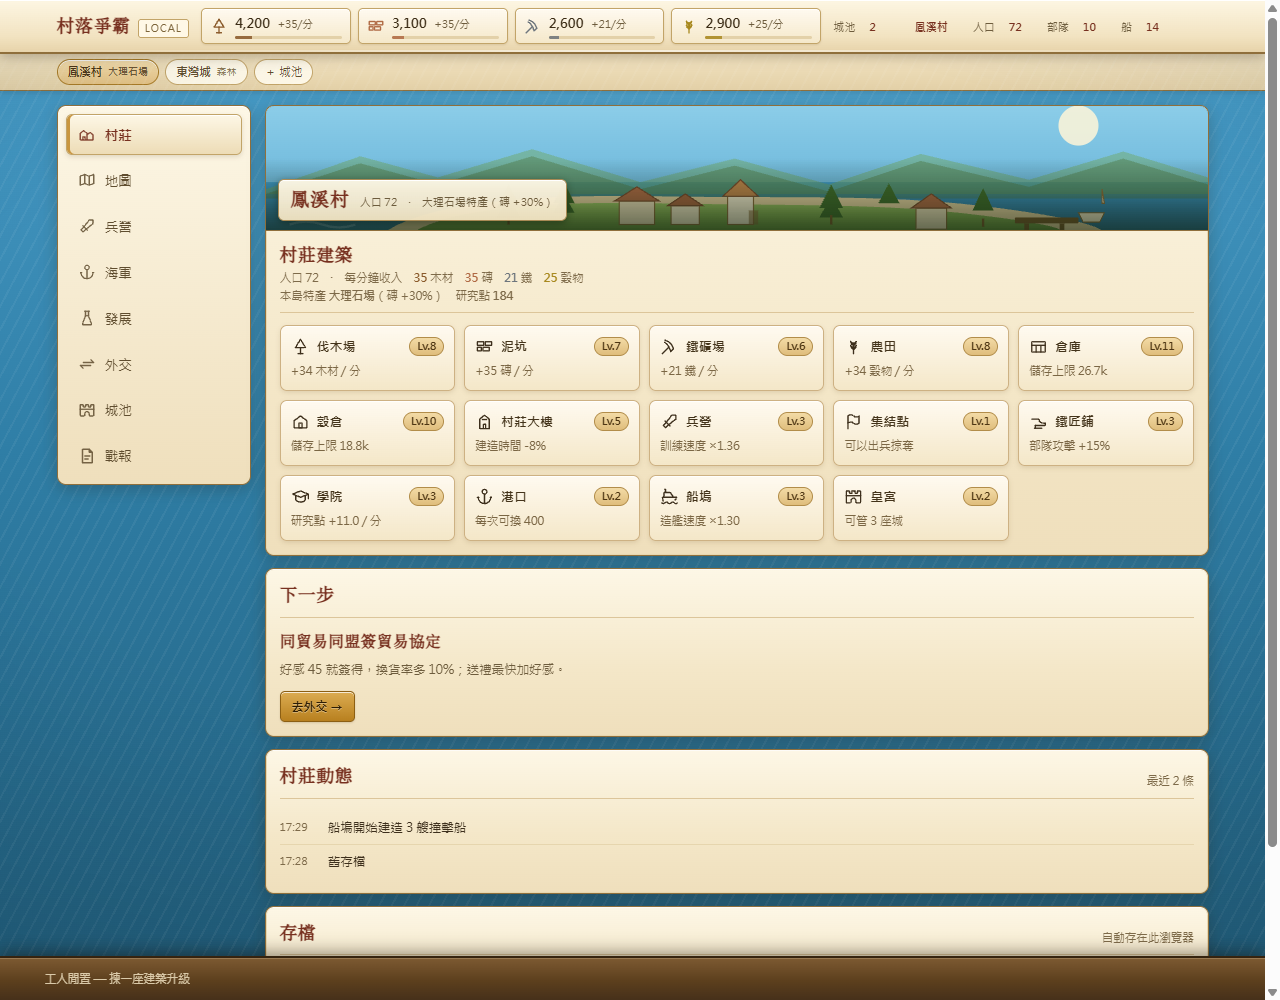 村落爭霸 LOCAL 4,200 +35/分 3,100 +35/分 2,600 +21/分 2,900 +25/分 城池 2 鳳溪村 人口 72 部隊 10 船 14
鳳溪村 大理石場 東灣城 森林 + 城池
村莊
地圖
兵營
海軍
發展
外交
城池
戰報
鳳溪村 人口 72 · 大理石場特產（磚 +30%）
村莊建築
人口 72 · 每分鐘收入 35 木材 35 磚 21 鐵 25 穀物
本島特產 大理石場（磚 +30%） 研究點 184
伐木場 Lv.8
+34 木材 / 分
泥坑 Lv.7
+35 磚 / 分
鐵礦場 Lv.6
+21 鐵 / 分
農田 Lv.8
+34 穀物 / 分
倉庫 Lv.11
儲存上限 26.7k
穀倉 Lv.10
儲存上限 18.8k
村莊大樓 Lv.5
建造時間 -8%
兵營 Lv.3
訓練速度 ×1.36
集結點 Lv.1
可以出兵掠奪
鐵匠鋪 Lv.3
部隊攻擊 +15%
學院 Lv.3
研究點 +11.0 / 分
港口 Lv.2
每次可換 400
船塢 Lv.3
造艦速度 ×1.30
皇宮 Lv.2
可管 3 座城
下一步
同貿易同盟簽貿易協定
好感 45 就簽得，換貨率多 10%；送禮最快加好感。
去外交 →
村莊動態 最近 2 條
17:29 船塢開始建造 3 艘撞擊船
17:28 舊存檔
存檔 自動存在此瀏覽器
工人閒置 — 揀一座建築升級